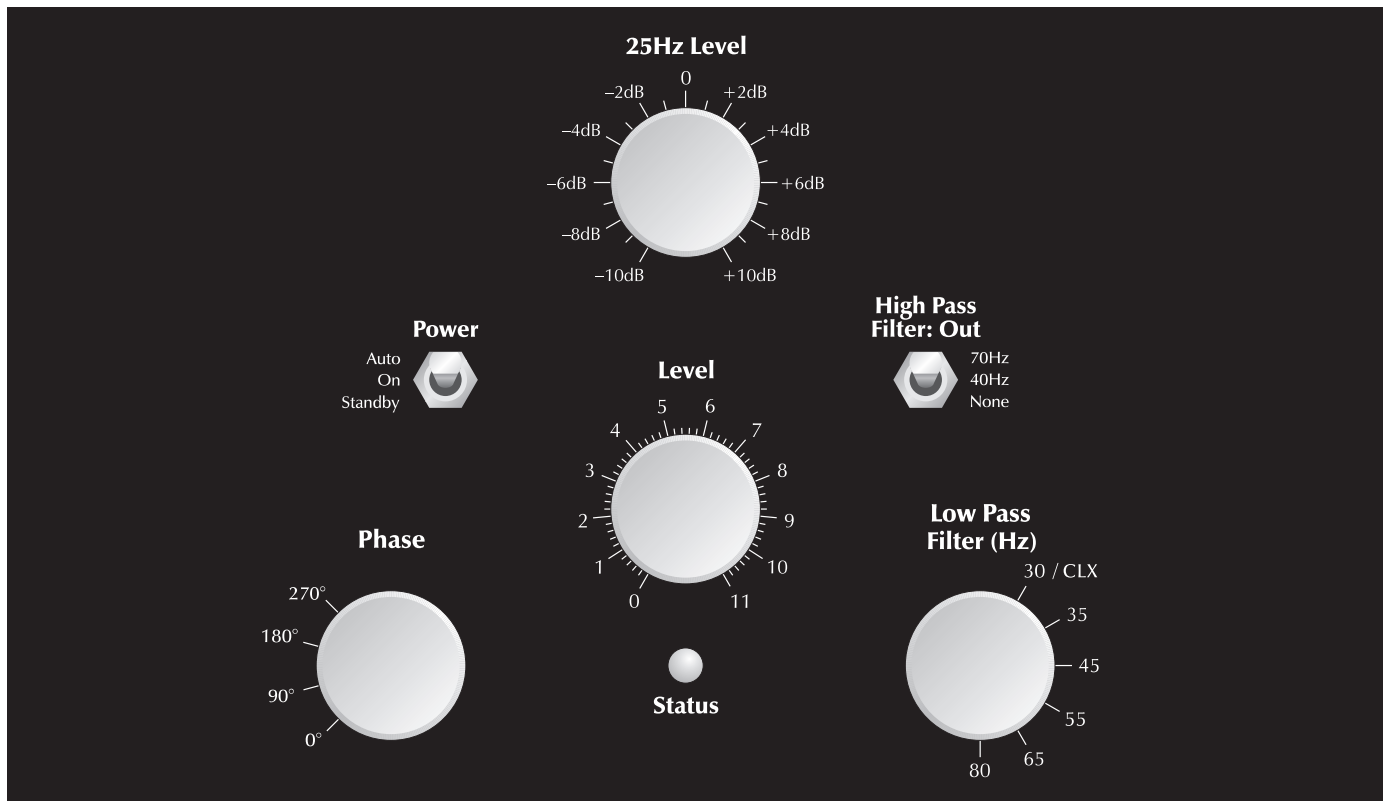 25Hz Level
0
–2dB
+2dB
–4dB
+4dB
–6dB
+6dB
–8dB
+8dB
–10dB
+10dB
Power
Auto
On
Standby
High Pass
Filter: Out
70Hz
40Hz
None
Level
5
6
4
7
3
8
2
9
1
10
0
11
Phase
270°
180°
90°
0°
Status
Low Pass
Filter (Hz)
30 / CLX
35
45
55
65
80